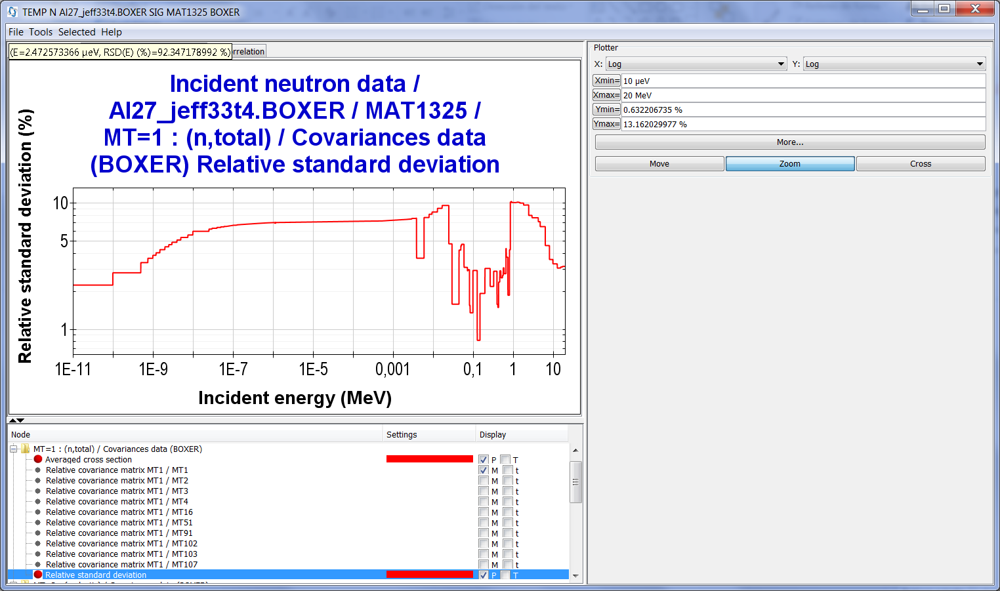 TEMP N Al27_jeff33t4.BOXER SIG MAT1325 BOXER
File Tools Selected Help
(E=2.472573366 µeV, RSD(E) (%)=92.347178992 %)
rrelation
Incident neutron data /
Al27_jeff33t4.BOXER / MAT1325 /
MT=1 : (n,total) / Covariances data
(BOXER) Relative standard deviation
Relative standard deviation (%)
10
5
1
1E-11 1E-9 1E-7 1E-5 0,001 0,1 1 10
Incident energy (MeV)
Plotter
X: Log Y: Log
Xmin= 10 µeV
Xmax= 20 MeV
Ymin= 0.632206735 %
Ymax= 13.162029977 %
More...
Move Zoom Cross
Node Settings Display
MT=1 : (n,total) / Covariances data (BOXER)
Averaged cross section P T
Relative covariance matrix MT1 / MT1 M t
Relative covariance matrix MT1 / MT2 M t
Relative covariance matrix MT1 / MT3 M t
Relative covariance matrix MT1 / MT4 M t
Relative covariance matrix MT1 / MT16 M t
Relative covariance matrix MT1 / MT51 M t
Relative covariance matrix MT1 / MT91 M t
Relative covariance matrix MT1 / MT102 M t
Relative covariance matrix MT1 / MT103 M t
Relative covariance matrix MT1 / MT107 M t
Relative standard deviation P T